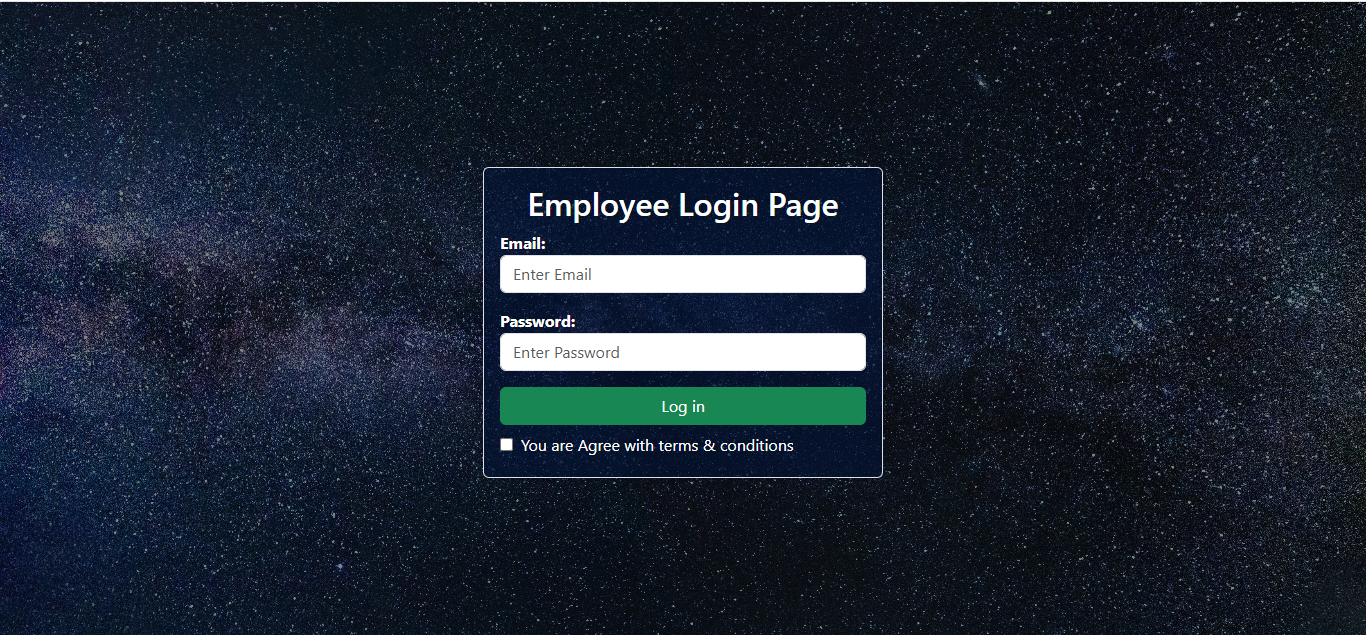 Employee Login Page
Email:
Enter Email
Password:
Enter Password
Log in
You are Agree with terms & conditions